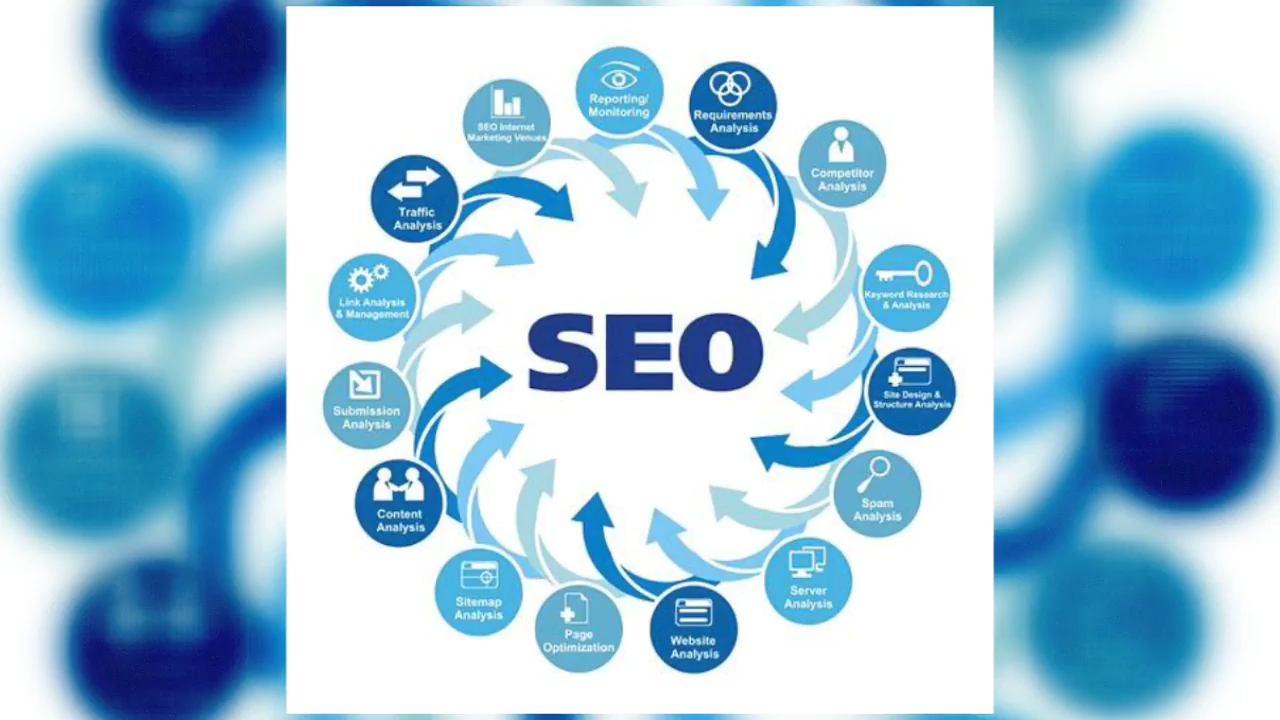 Reporting/
Monitoring
Requirements
Analysis
Competitor
Analysis
Keyword Research
& Analysis
Site Design &
Structure Analysis
Spam
Analysis
Server
Analysis
Website
Analysis
Page
Optimization
Sitemap
Analysis
Content
Analysis
Submission
Analysis
Link Analysis
& Management
Traffic
Analysis
SEO Internet
Marketing Venues
SEO